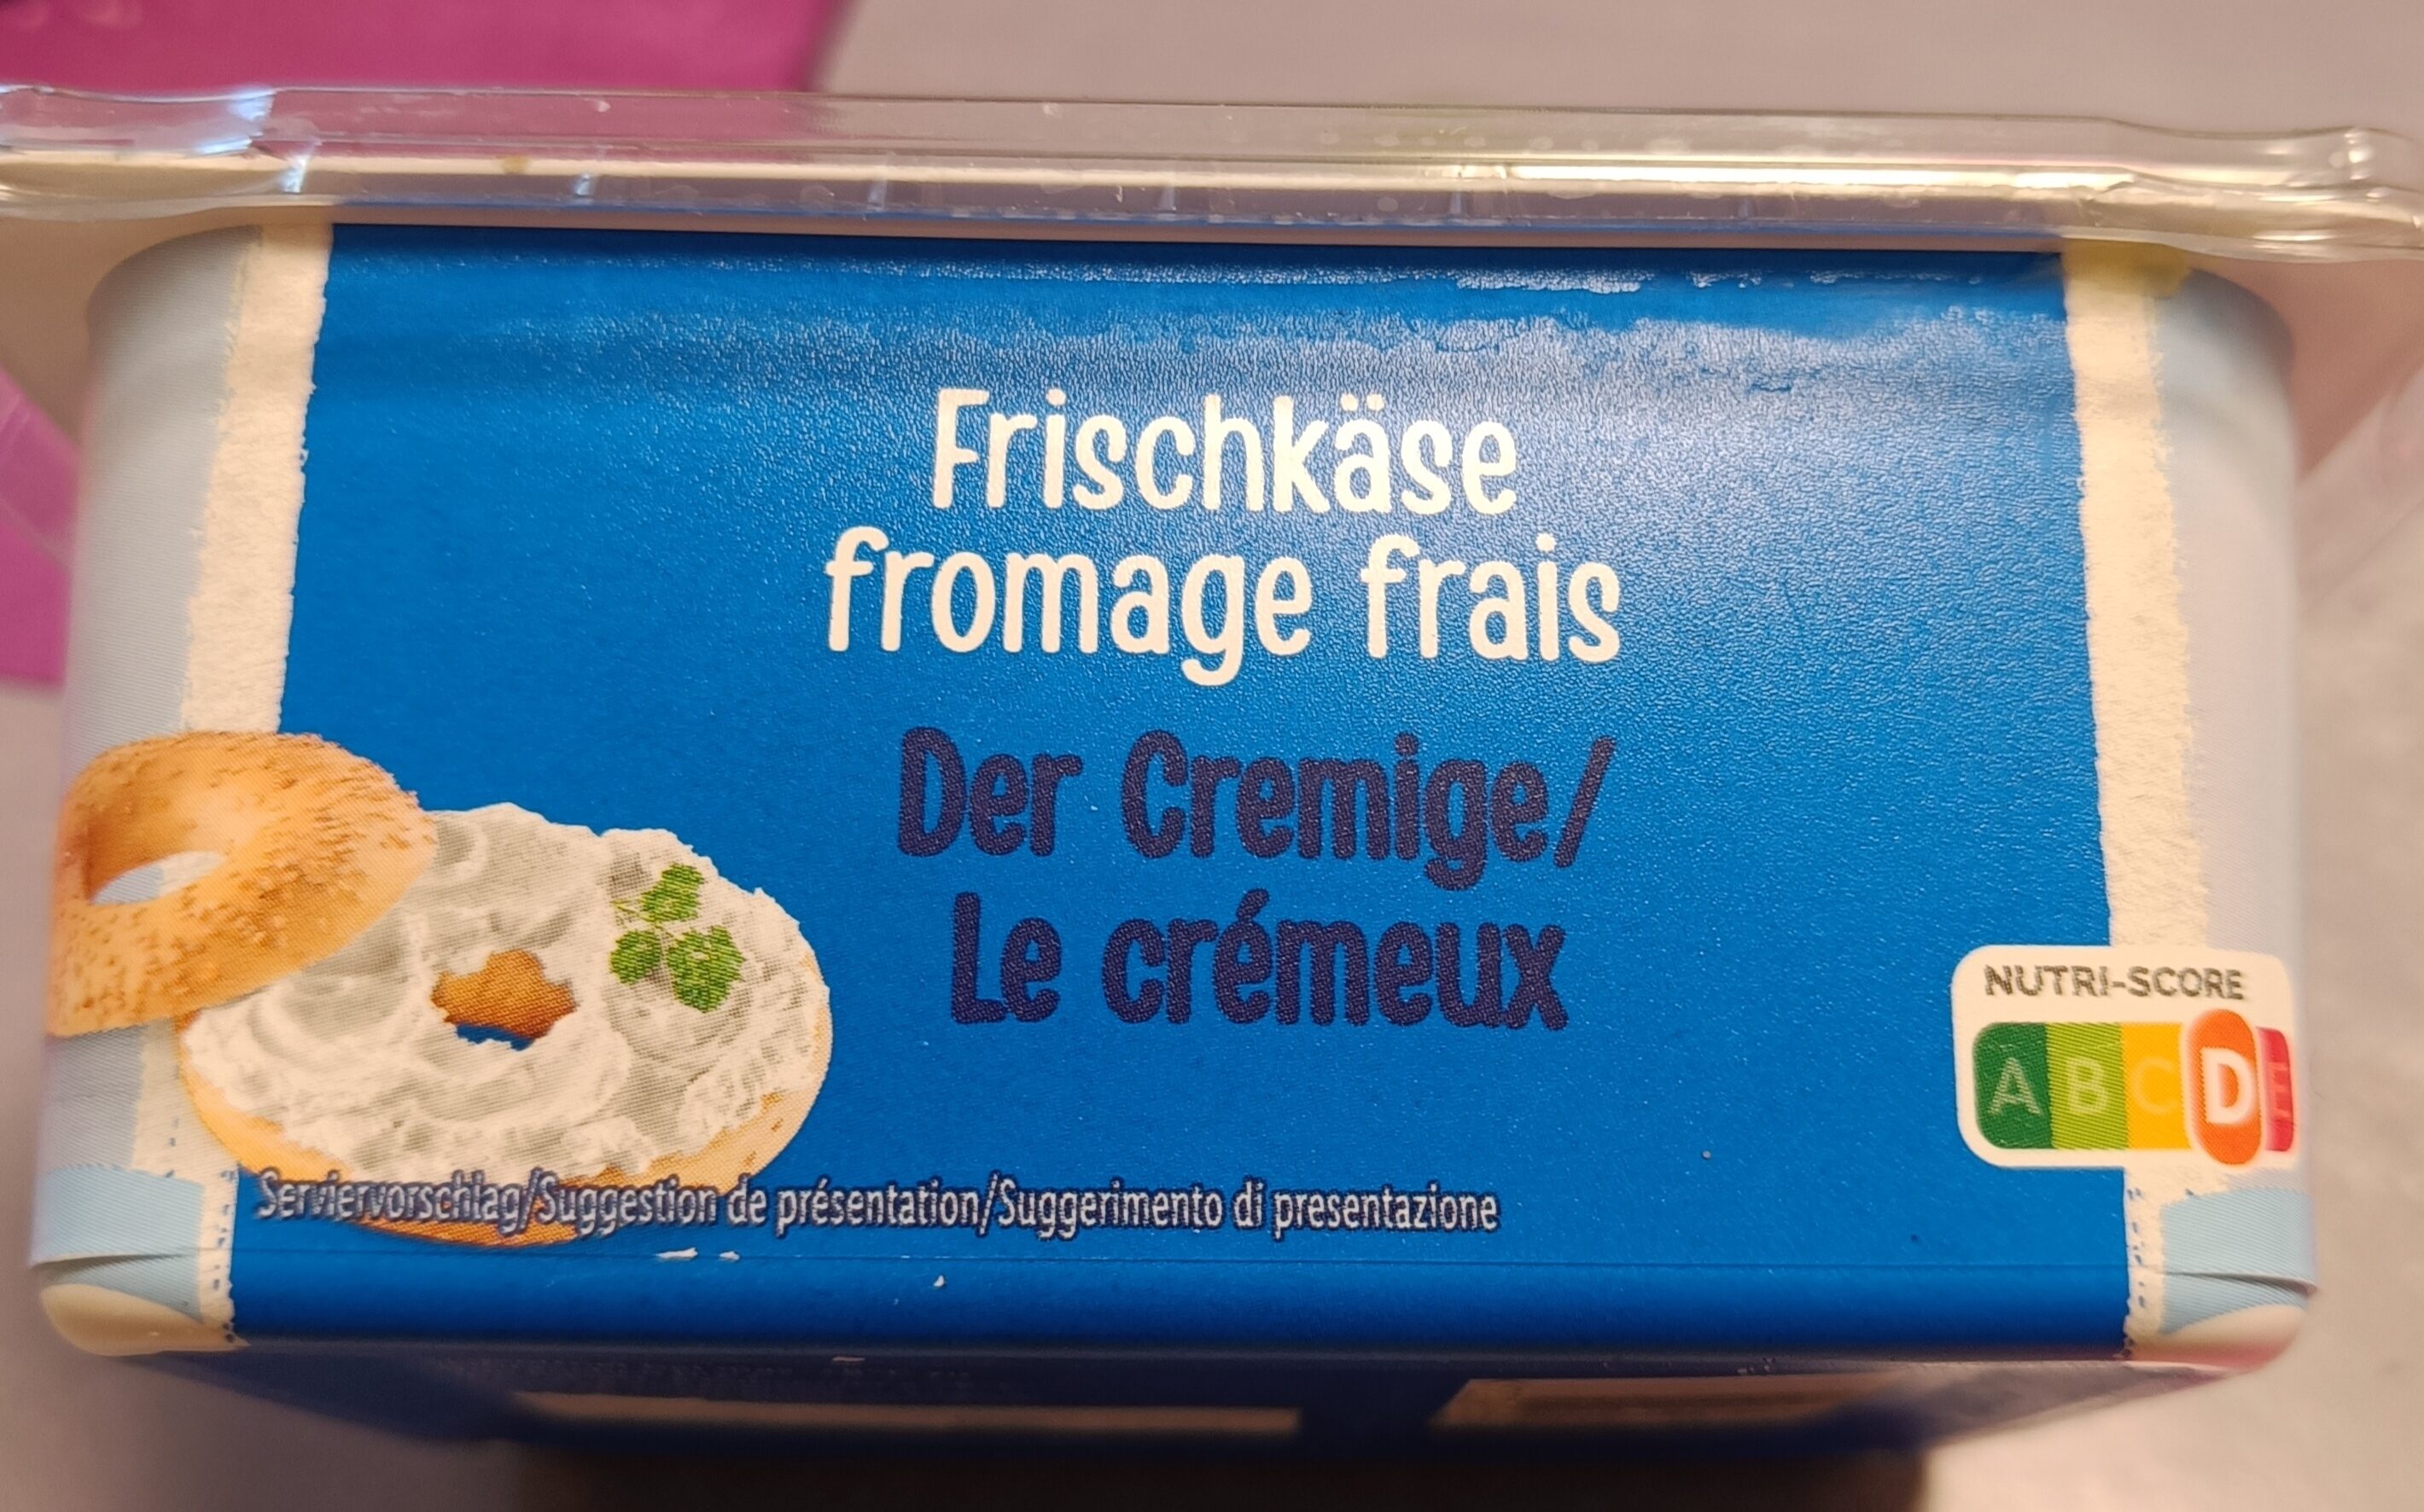 Frischkäse
fromage frais
Der Cremige/
Le crémeux
NUTRI-SCORE
A B C D E
Serviervorschlag/Suggestion de présentation/Suggerimento di presentazione